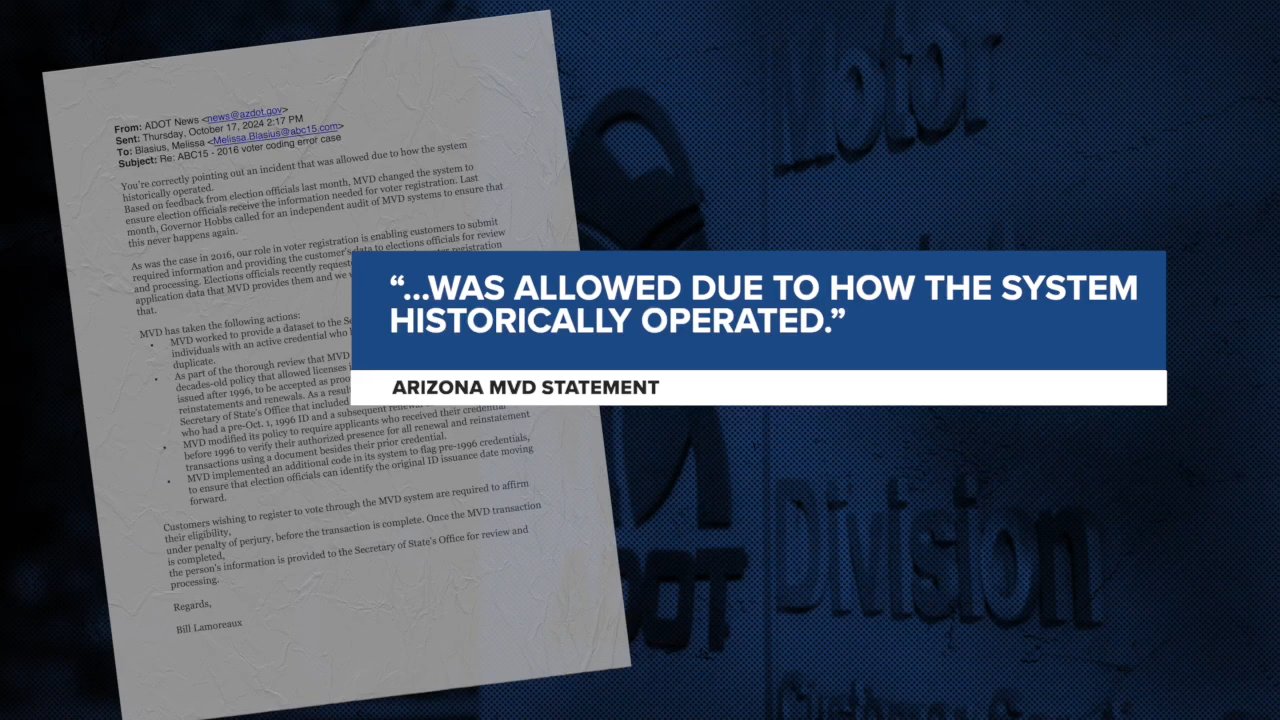 From: ADOT News <news@azdot.gov>
Sent: Thursday, October 17, 2024 2:17 PM
To: Blasius, Melissa <Melissa.Blasius@abc15.com>
Subject: Re: ABC15 - 2016 voter coding error case
You're correctly pointing out an incident that was allowed due to how the system
historically operated.
Based on feedback from election officials last month, MVD changed the system to
ensure election officials receive the information needed for voter registration. Last
month, Governor Hobbs called for an independent audit of MVD systems to ensure that
this never happens again.
As was the case in 2016, our role in voter registration is enabling customers to submit
required information and providing the customer's data to elections officials for review
and processing. Elections officials recently registration
application data that MVD provides them and we
that.
MVD has taken the following actions:
• MVD worked to provide a dataset to the
individuals with an active credential who
duplicate.
• As part of the thorough review that MVD
decades-old policy that allowed licenses
issued after 1996, to be accepted as
reinstatements and renewals. As a
Secretary of State's Office that included
who had a pre-Oct. 1, 1996 ID and a subsequent
• MVD modified its policy to require applicants who received their credential
before 1996 to verify their authorized presence for all renewal and reinstatement
transactions using a document besides their prior credential.
• MVD implemented an additional code in its system to flag pre-1996 credentials,
to ensure that election officials can identify the original ID issuance date moving
forward.
Customers wishing to register to vote through the MVD system are required to affirm
their eligibility,
under penalty of perjury, before the transaction is complete. Once the MVD transaction
is completed,
the person's information is provided to the Secretary of State's Office for review and
processing.
Regards,
Bill Lamoreaux
“...WAS ALLOWED DUE TO HOW THE SYSTEM
HISTORICALLY OPERATED.”
ARIZONA MVD STATEMENT
Motor
Division